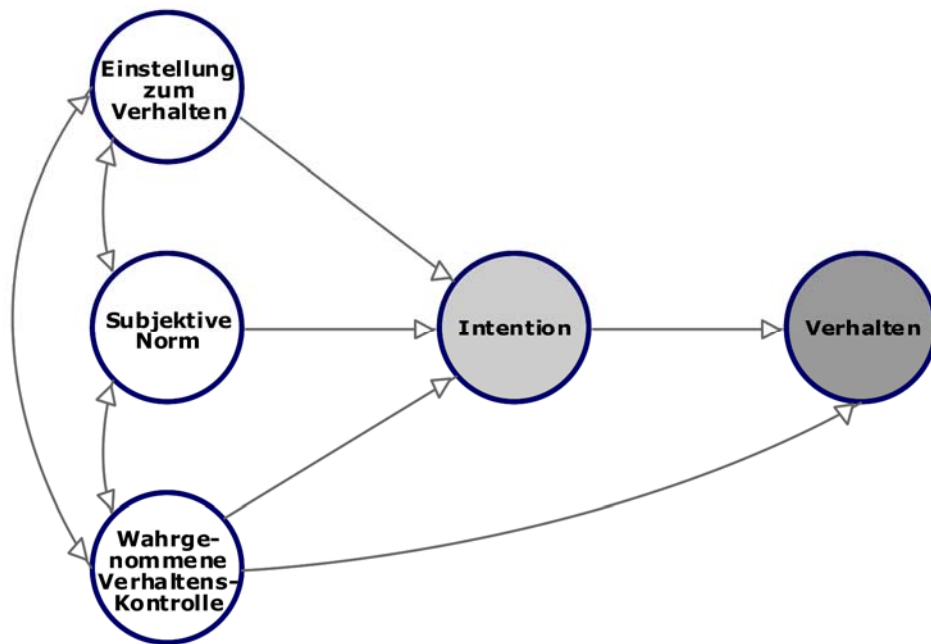 Einstellung
zum
Verhalten
Subjektive
Norm
Intention
Verhalten
Wahrge-
nommene
Verhaltens-
Kontrolle